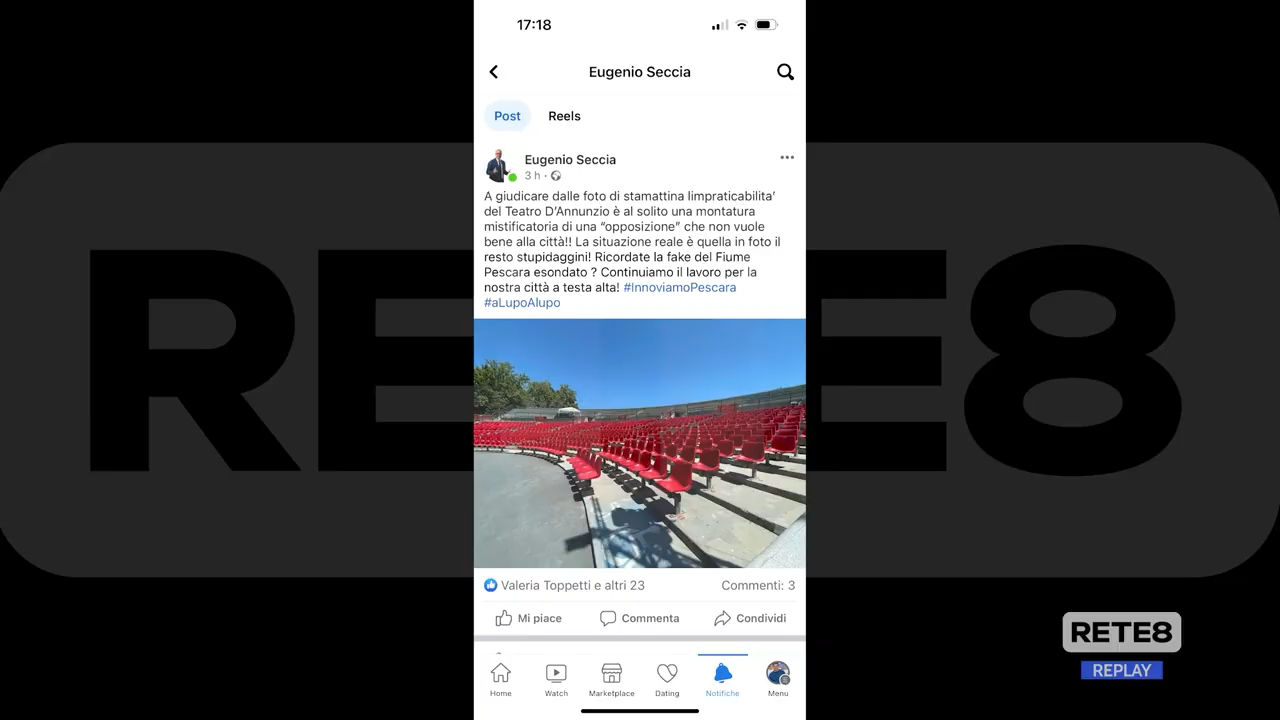 17:18
Eugenio Seccia
Post
Reels
Eugenio Seccia
3 h ·
A giudicare dalle foto di stamattina limpraticabilita’
del Teatro D’Annunzio è al solito una montatura
mistificatoria di una “opposizione” che non vuole
bene alla città!! La situazione reale è quella in foto il
resto stupidaggini! Ricordate la fake del Fiume
Pescara esondato ? Continuiamo il lavoro per la
nostra città a testa alta! #InnoviamoPescara
#aLupoAlupo
Valeria Toppetti e altri 23
Commenti: 3
Mi piace
Commenta
Condividi
Home
Watch
Marketplace
Dating
Notifiche
Menu
RETE8
RETE8
REPLAY